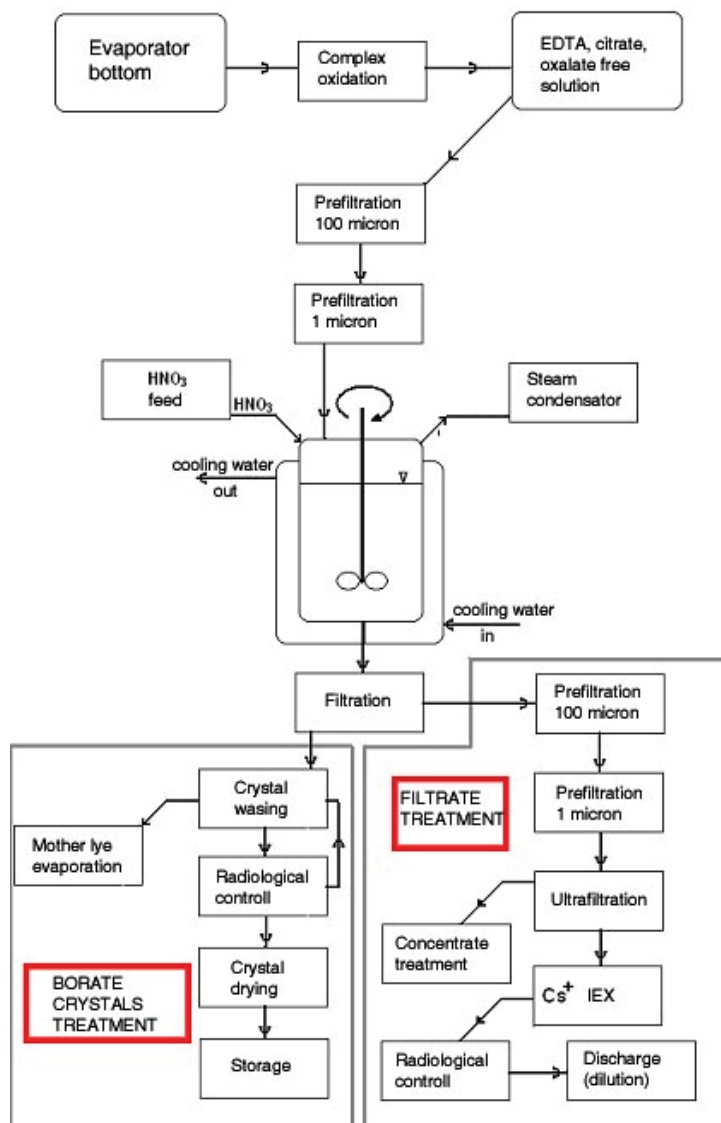 Evaporator
bottom
Complex
oxidation
EDTA, citrate,
oxalate free
solution
Prefiltration
100 micron
Prefiltration
1 micron
HNO₃
feed
HNO₃
Steam
condensator
cooling water
out
cooling water
in
Filtration
Prefiltration
100 micron
Crystal
wasing
FILTRATE
TREATMENT
Prefiltration
1 micron
Mother lye
evaporation
Radiological
controll
Ultrafiltration
Concentrate
treatment
BORATE
CRYSTALS
TREATMENT
Crystal
drying
Cs⁺ IEX
Storage
Radiological
controll
Discharge
(dilution)